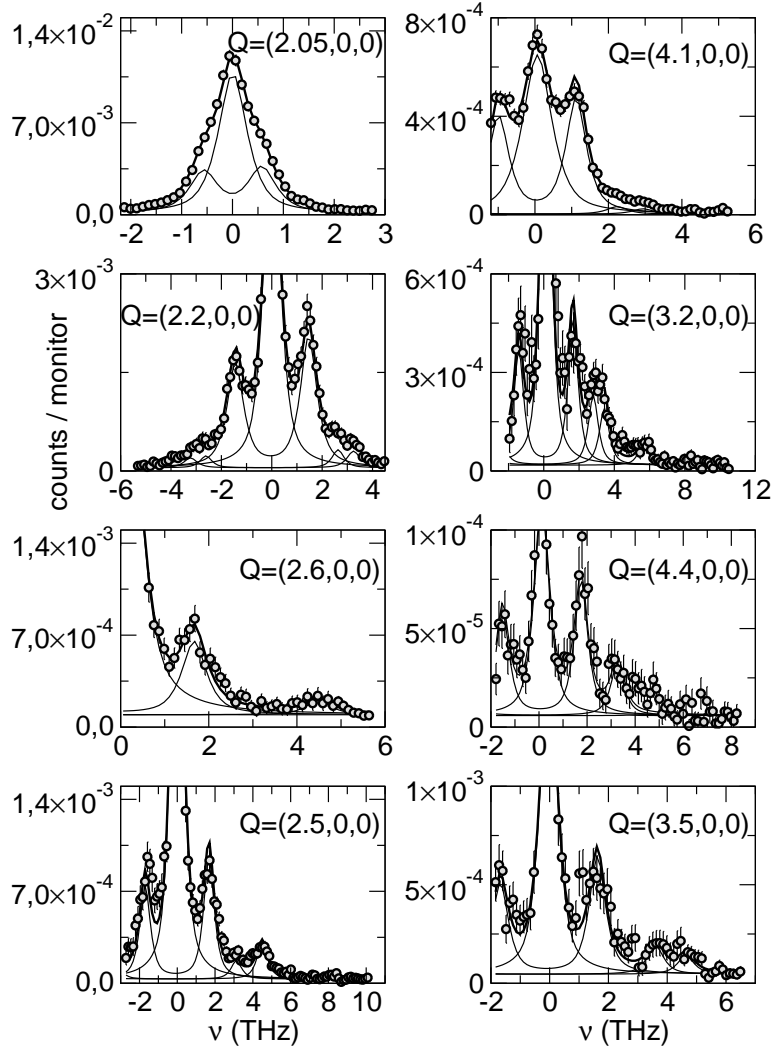 1,4×10⁻²
7,0×10⁻³
0,0
Q=(2.05,0,0)
-2 -1 0 1 2 3
8×10⁻⁴
4×10⁻⁴
0
Q=(4.1,0,0)
0 2 4 6
3×10⁻³
0
Q=(2.2,0,0)
-6 -4 -2 0 2 4
6×10⁻⁴
3×10⁻⁴
0
Q=(3.2,0,0)
0 4 8 12
counts / monitor
1,4×10⁻³
7,0×10⁻⁴
0,0
Q=(2.6,0,0)
0 2 4 6
1×10⁻⁴
5×10⁻⁵
0
Q=(4.4,0,0)
-2 0 2 4 6 8
1,4×10⁻³
7,0×10⁻⁴
0,0
Q=(2.5,0,0)
-2 0 2 4 6 8 10
ν (THz)
1×10⁻³
5×10⁻⁴
0
Q=(3.5,0,0)
-2 0 2 4 6
ν (THz)